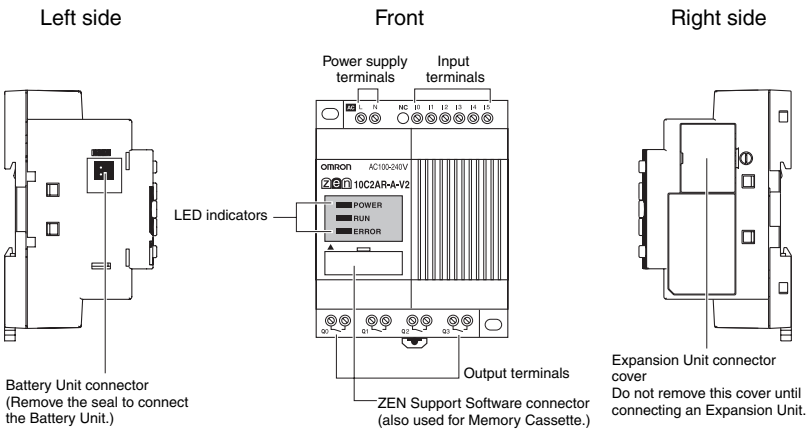 Left side
Front
Right side
Power supply
terminals
Input
terminals
AC L N NC I0 I1 I2 I3 I4 I5
OMRON AC100-240V
zen 10C2AR-A-V2
LED indicators
POWER
RUN
ERROR
Q0 Q1 Q2 Q3
Output terminals
ZEN Support Software connector
(also used for Memory Cassette.)
Battery Unit connector
(Remove the seal to connect
the Battery Unit.)
Expansion Unit connector
cover
Do not remove this cover until
connecting an Expansion Unit.